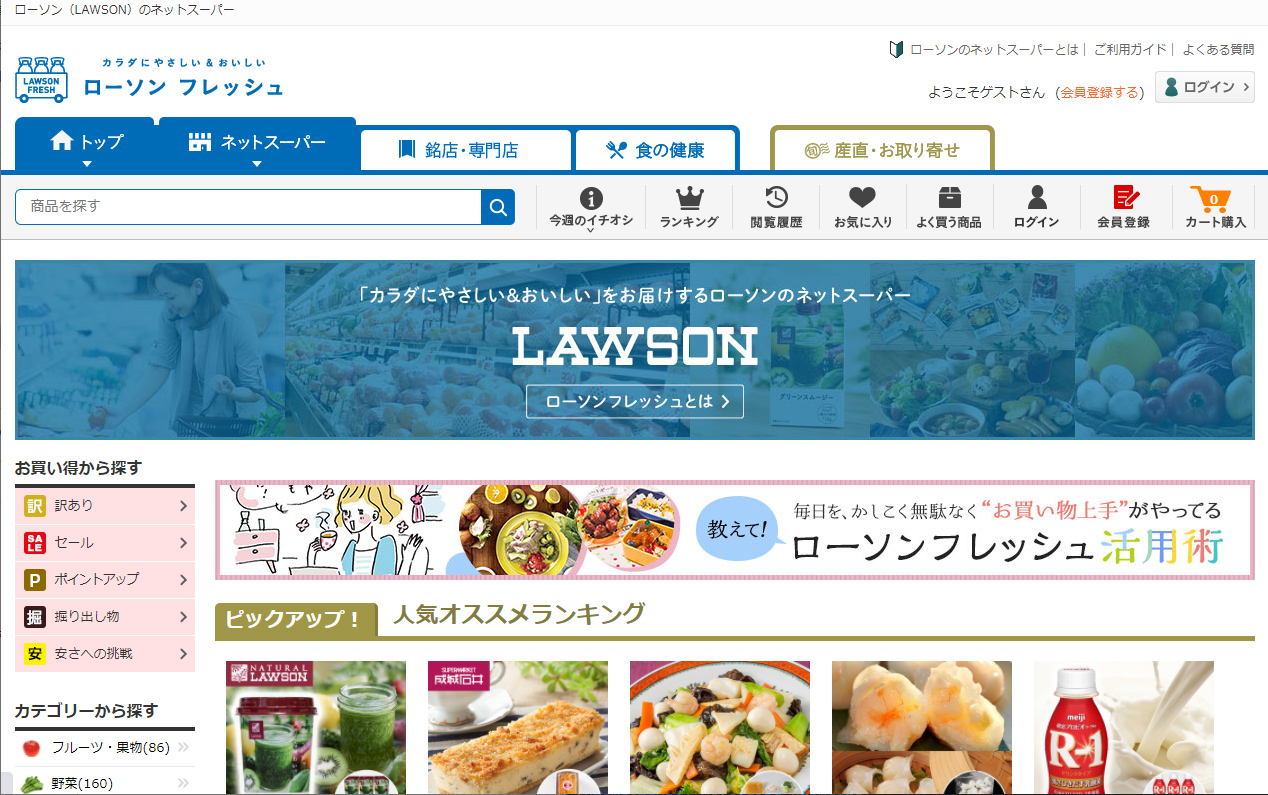 ローソン（LAWSON）のネットスーパー
ローソンのネットスーパーとは｜ ご利用ガイド｜ よくある質問
カラダにやさしい＆おいしい
LAWSON
FRESH
ローソン フレッシュ
ようこそゲストさん （会員登録する）
ログイン
トップ
ネットスーパー
銘店・専門店
食の健康
旬
産直・お取り寄せ
商品を探す
今週のイチオシ
ランキング
閲覧履歴
お気に入り
よく買う商品
ログイン
会員登録
0
カート購入
「カラダにやさしい＆おいしい」をお届けするローソンのネットスーパー
LAWSON
グリーンスムージー
ローソンフレッシュとは
お買い得から探す
訳 訳あり
SALE セール
P ポイントアップ
掘 掘り出し物
安 安さへの挑戦
カテゴリーから探す
フルーツ・果物(86)
野菜(160)
教えて!
毎日を、かしこく無駄なく“お買い物上手”がやってる
ローソンフレッシュ活用術
ピックアップ！
人気オススメランキング
NATURAL
LAWSON
SUPERMARKET
成城石井
meiji
R-1